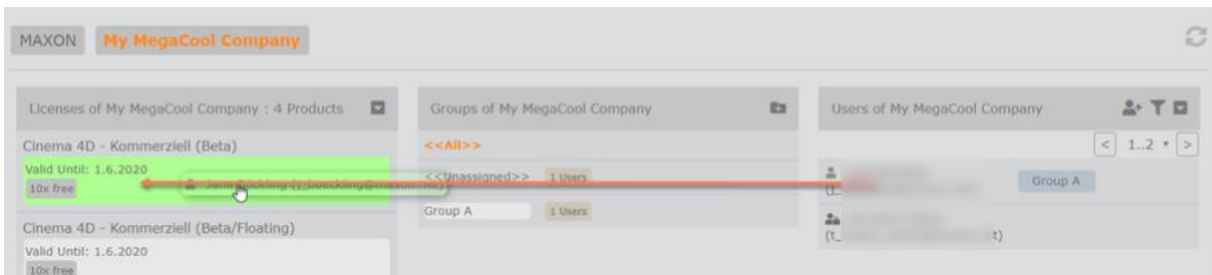 MAXON My MegaCool Company
Licenses of My MegaCool Company : 4 Products
Cinema 4D - Kommerziell (Beta)
Valid Until: 1.6.2020
10x free
Cinema 4D - Kommerziell (Beta/Floating)
Valid Until: 1.6.2020
10x free
Groups of My MegaCool Company
<<All>>
<<Unassigned>> 1 Users
Group A 1 Users
Users of My MegaCool Company
< 1..2 >
Group A